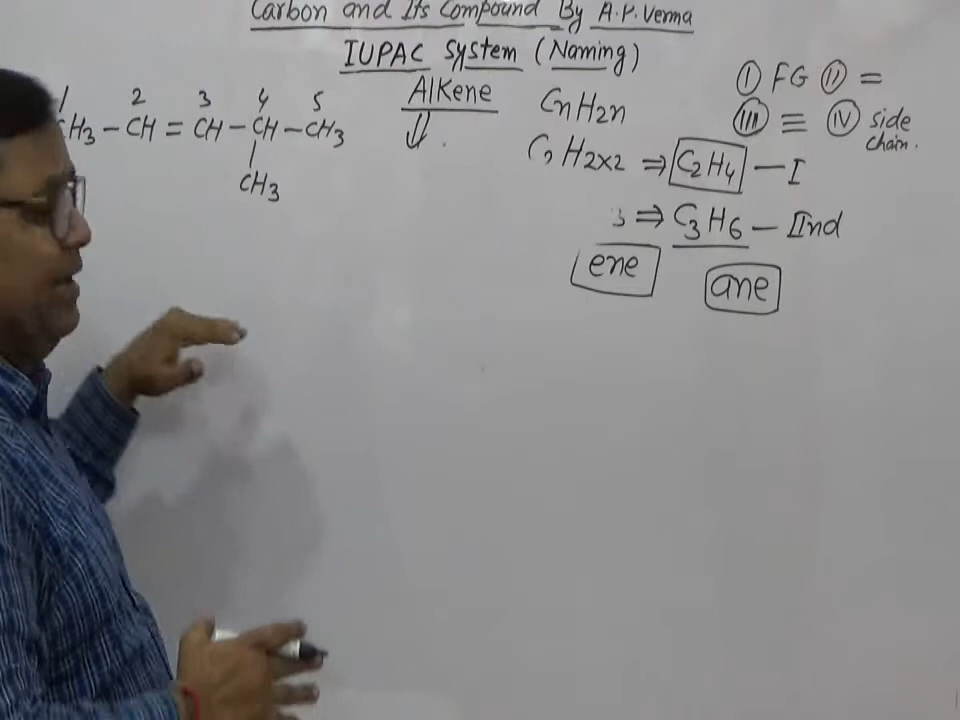 Carbon and Its Compound By A.P. Verma
IUPAC System (Naming)
Alkene
CnH2n
C2H2x2 ⇒ C2H4 — I
3 ⇒ C3H6 — IInd
ene ane
(I) FG (II) =
(III) ≡ (IV) side
chain.
1 2 3 4 5
CH3 — CH = CH — CH — CH3
|
CH3